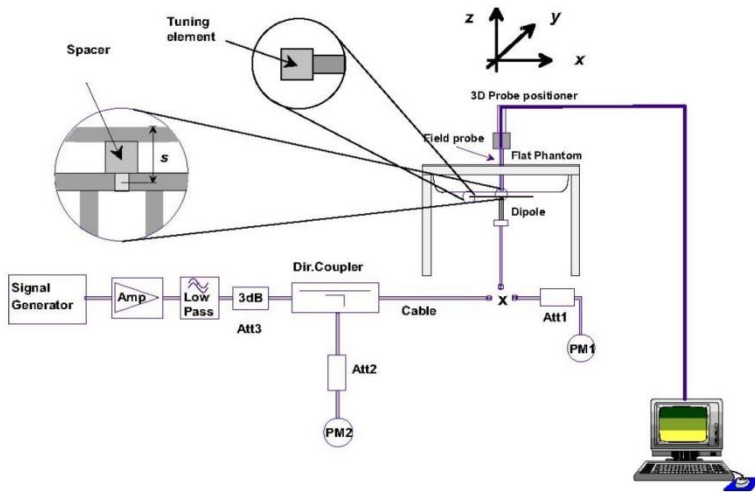 Tuning
element
Spacer
s
z
y
x
3D Probe positioner
Field probe
Flat Phantom
Dipole
Signal
Generator
Amp
Low
Pass
3dB
Att3
Dir.Coupler
Cable
x
Att1
PM1
Att2
PM2